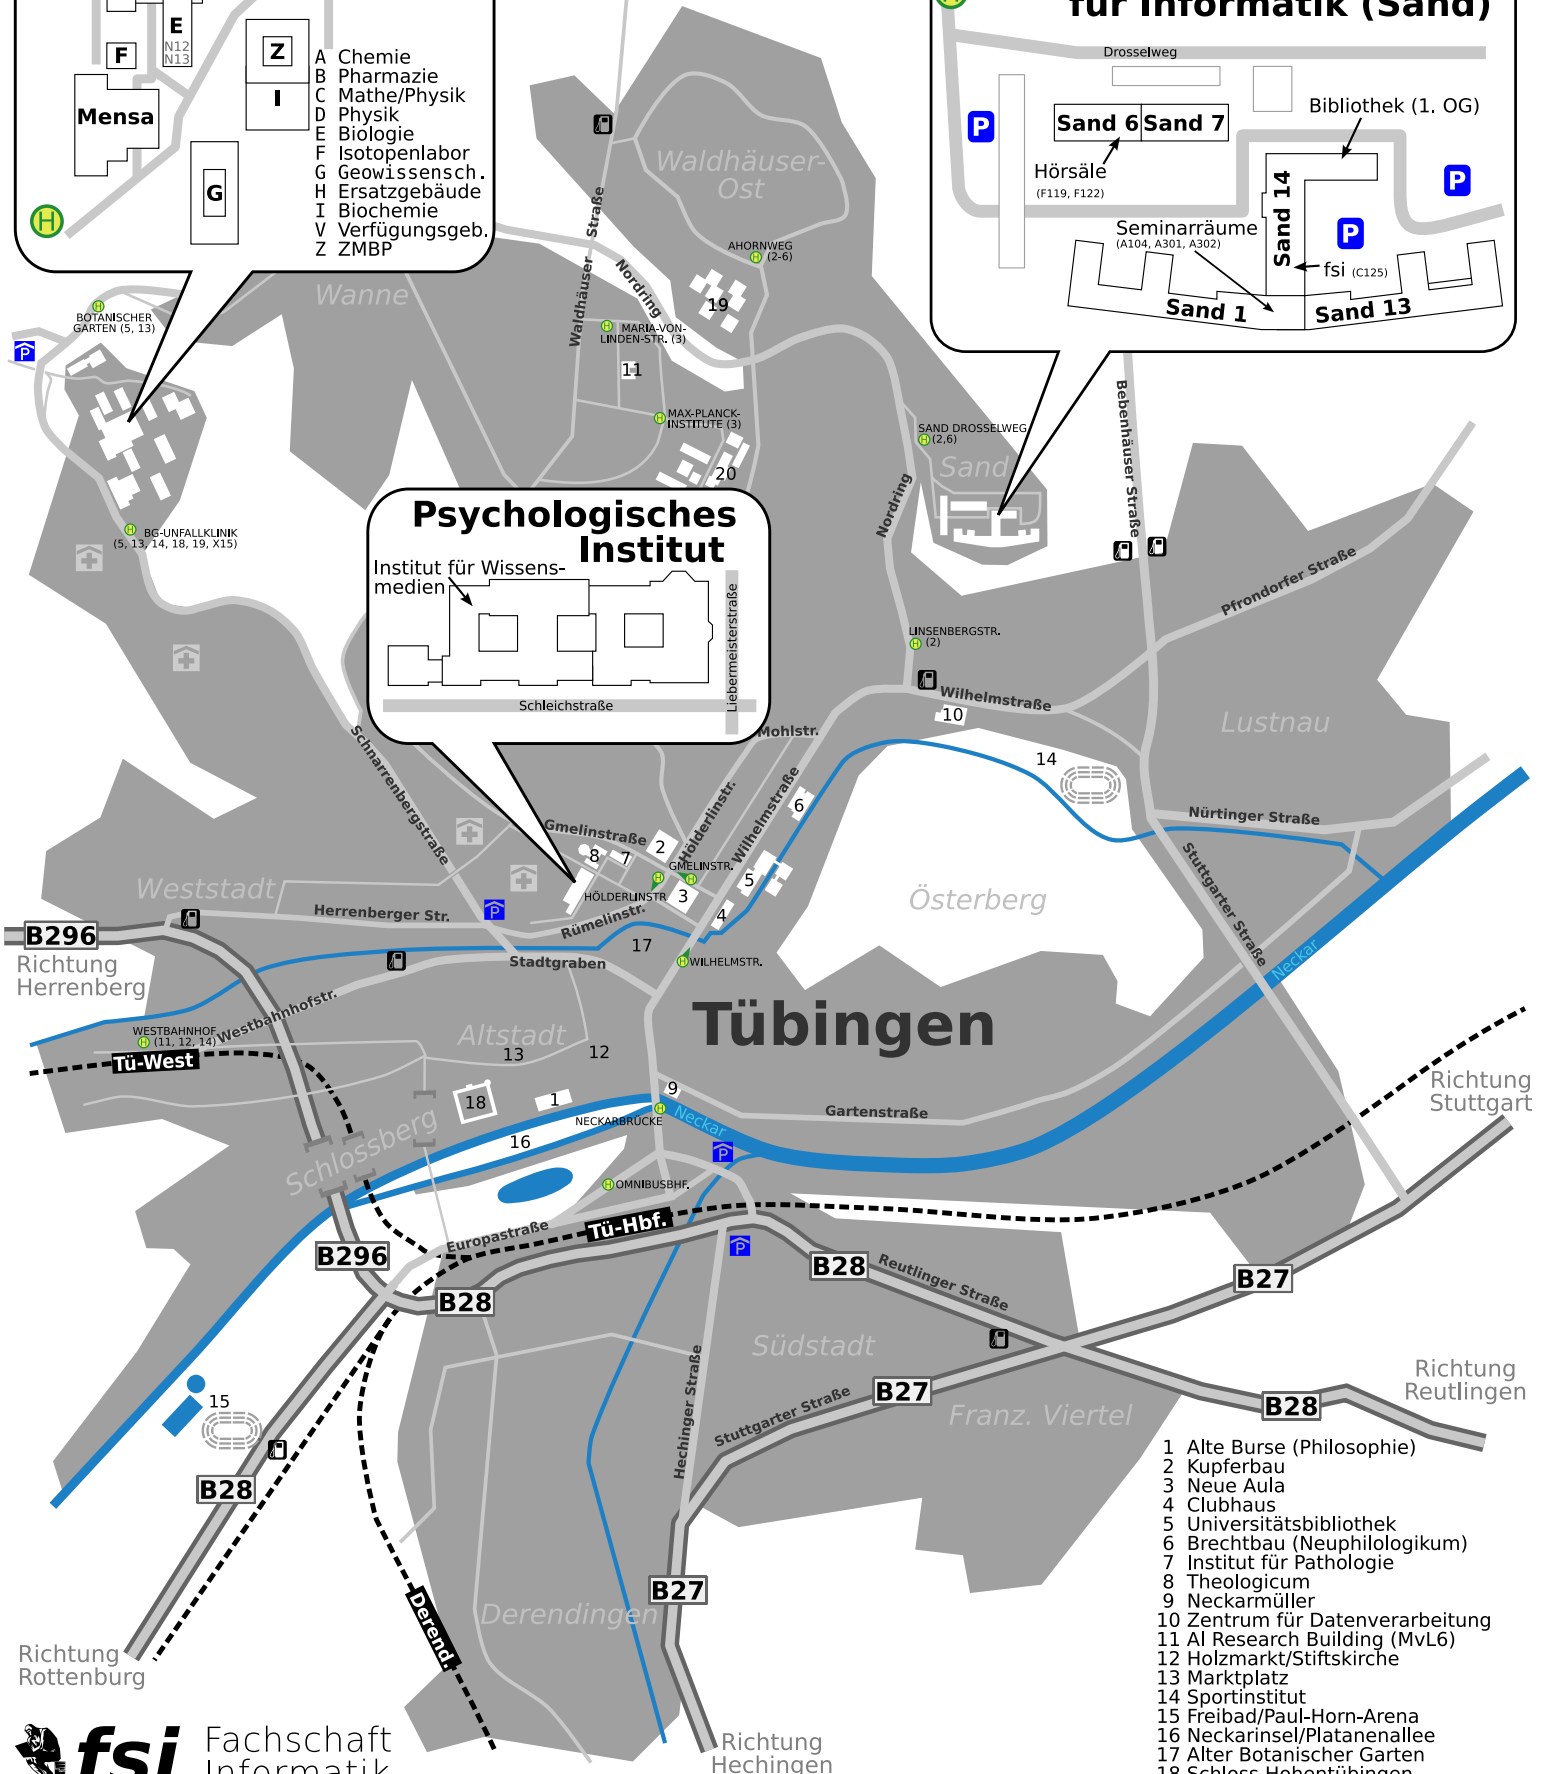 für Informatik (Sand)
E
N12
N13
F
Z
I
Mensa
G
H
A Chemie
B Pharmazie
C Mathe/Physik
D Physik
E Biologie
F Isotopenlabor
G Geowissensch.
H Ersatzgebäude
I Biochemie
V Verfügungsgeb.
Z ZMBP
Drosselweg
P
Sand 6
Sand 7
Bibliothek (1. OG)
Hörsäle
(F119, F122)
P
Sand 14
Seminarräume
(A104, A301, A302)
P
fsi (C125)
Sand 1
Sand 13
Waldhäuser-
Ost
Waldhäuser Straße
Nordring
AHORNWEG
(2-6)
H
19
Wanne
H
BOTANISCHER
GARTEN (5, 13)
P
H
MARIA-VON-
LINDEN-STR. (3)
11
H
MAX-PLANCK-
INSTITUTE (3)
20
SAND DROSSELWEG
H
(2,6)
Sand
Nordring
Bebenhäuser Straße
H
BG-UNFALLKLINIK
(5, 13, 14, 18, 19, X15)
Psychologisches
Institut
Institut für Wissens-
medien
Liebermeisterstraße
Schleichstraße
Pfrondorfer Straße
LINSENBERGSTR.
H
(2)
Wilhelmstraße
10
Lustnau
Mohlstr.
14
Schnarrenbergstraße
Hölderlinstr.
Wilhelmstraße
6
Nürtinger Straße
Gmelinstraße
2
8
7
GMELINSTR.
H
H
HÖLDERLINSTR
3
5
4
Weststadt
Österberg
Stuttgarter Straße
Herrenberger Str.
P
Rümelinstr.
17
B296
Richtung
Herrenberg
Stadtgraben
H
WILHELMSTR.
Neckar
Westbahnhofstr.
WESTBAHNHOF
H
(11, 12, 14)
Tü-West
Altstadt
13
12
Tübingen
Richtung
Stuttgart
18
1
9
H
NECKARBRÜCKE
Neckar
Gartenstraße
Schlossberg
16
P
H
OMNIBUSBHF.
Europastraße
Tü-Hbf.
P
B296
B28
B28
Reutlinger Straße
B27
Südstadt
Hechinger Straße
Stuttgarter Straße
B27
Franz. Viertel
Richtung
Reutlingen
B28
15
B28
Derendingen
Derend.
B27
Richtung
Rottenburg
Richtung
Hechingen
1 Alte Burse (Philosophie)
2 Kupferbau
3 Neue Aula
4 Clubhaus
5 Universitätsbibliothek
6 Brechtbau (Neuphilologikum)
7 Institut für Pathologie
8 Theologicum
9 Neckarmüller
10 Zentrum für Datenverarbeitung
11 AI Research Building (MvL6)
12 Holzmarkt/Stiftskirche
13 Marktplatz
14 Sportinstitut
15 Freibad/Paul-Horn-Arena
16 Neckarinsel/Platanenallee
17 Alter Botanischer Garten
18 Schloss Hohentübingen
fsi
Fachschaft
Informatik